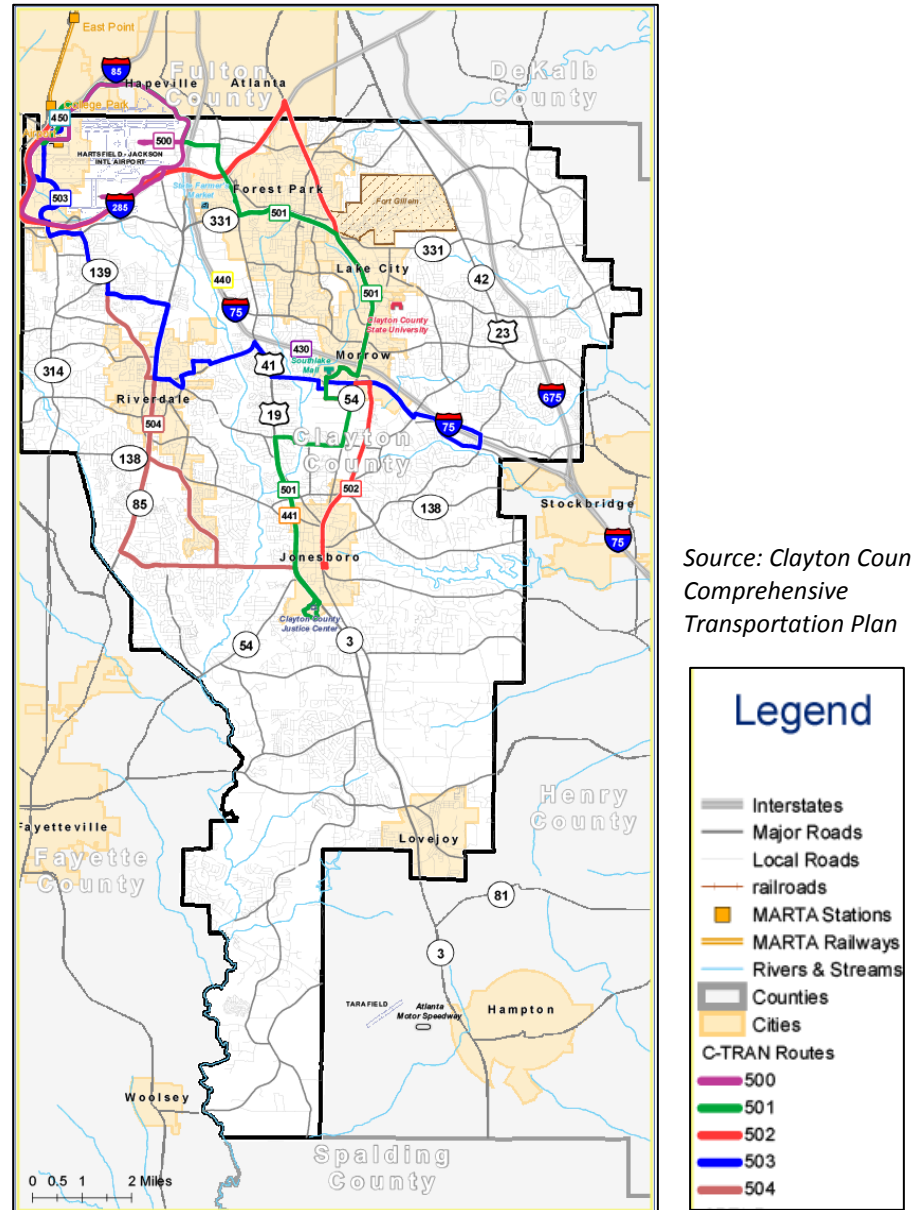 East Point
85
Fulton
County
DeKalb
County
Hapeville
Atlanta
College Park
450
Airport
HARTSFIELD - JACKSON
INTL AIRPORT
500
503
285
State Farmer's
Market
Forest Park
501
331
Fort Gillem
331
42
139
Lake City
440
501
75
Clayton County
State University
23
430
Morrow
314
41
Southlake
Mall
675
Riverdale
54
19
75
504
Clayton
County
138
Stockbridge
501
502
138
85
441
75
Jonesboro
Clayton County
Justice Center
54
3
Henry
County
Fayetteville
Lovejoy
Fayette
County
81
3
TARAFIELD
Atlanta
Motor Speedway
Hampton
Woolsey
Spalding
County
0 0.5 1 2 Miles
Source: Clayton Coun
Comprehensive
Transportation Plan
Legend
Interstates
Major Roads
Local Roads
railroads
MARTA Stations
MARTA Railways
Rivers & Streams
Counties
Cities
C-TRAN Routes
500
501
502
503
504